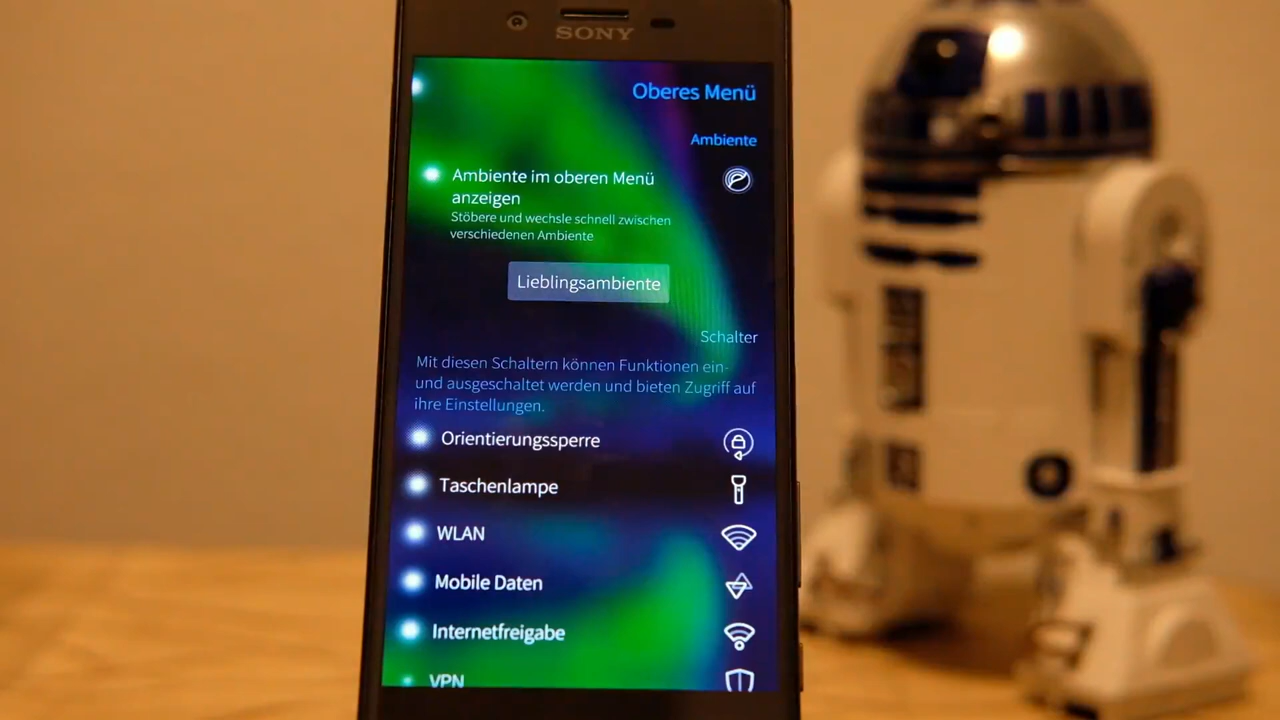 SONY
Oberes Menü
Ambiente
Ambiente im oberen Menü
anzeigen
Stöbere und wechsle schnell zwischen
verschiedenen Ambiente
Lieblingsambiente
Schalter
Mit diesen Schaltern können Funktionen ein-
und ausgeschaltet werden und bieten Zugriff auf
ihre Einstellungen.
Orientierungssperre
Taschenlampe
WLAN
Mobile Daten
Internetfreigabe
VPN